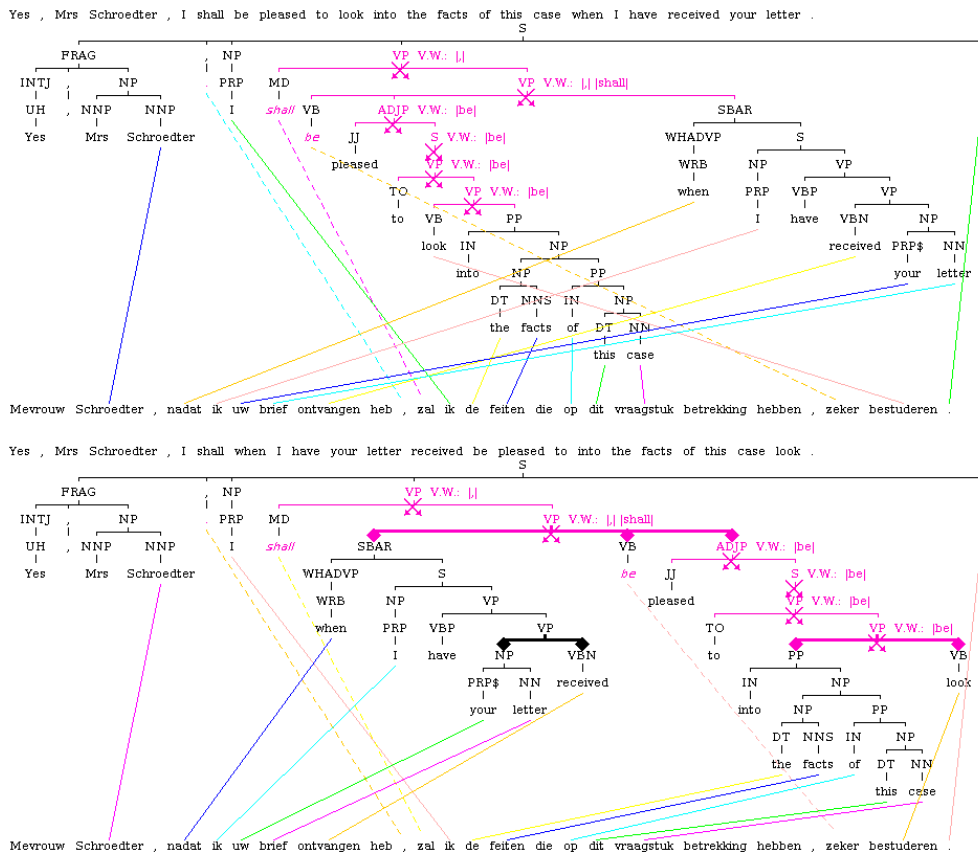 Yes , Mrs Schroedter , I shall be pleased to look into the facts of this case when I have received your letter .
S
FRAG , NP VP V.W.: |,|
INTJ , NP PRP MD VP V.W.: |,| |shall|
UH , NNP NNP I shall VB ADJP V.W.: |be| SBAR
Yes Mrs Schroedter be JJ S V.W.: |be| WHADVP S
pleased VP V.W.: |be| WRB NP VP
TO VP V.W.: |be| when PRP VBP VP
to VB PP I have VBN NP
look IN NP received PRP$ NN
into NP PP your letter
DT NNS IN NP
the facts of DT NN
this case
Mevrouw Schroedter , nadat ik uw brief ontvangen heb , zal ik de feiten die op dit vraagstuk betrekking hebben , zeker bestuderen .
Yes , Mrs Schroedter , I shall when I have your letter received be pleased to into the facts of this case look .
S
FRAG , NP VP V.W.: |,|
INTJ , NP . PRP MD VP V.W.: |,| |shall|
UH , NNP NNP I shall SBAR VB ADJP V.W.: |be|
Yes Mrs Schroedter WHADVP S be JJ S V.W.: |be|
WRB NP VP pleased VP V.W.: |be|
when PRP VBP VP TO VP V.W.: |be|
I have NP VBN to PP VB
PRP$ NN received IN NP look
your letter into NP PP
DT NNS IN NP
the facts of DT NN
this case
Mevrouw Schroedter , nadat ik uw brief ontvangen heb , zal ik de feiten die op dit vraagstuk betrekking hebben , zeker bestuderen .